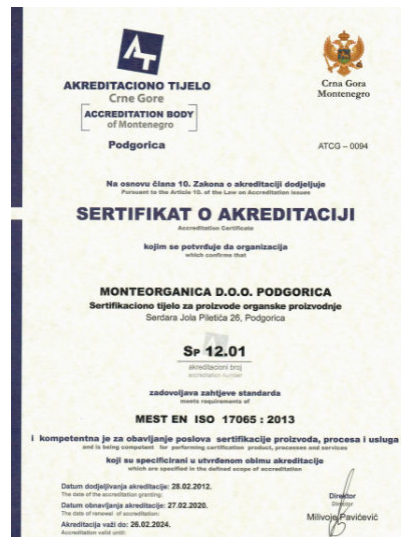 AT
AKREDITACIONO TIJELO
Crne Gore
ACCREDITATION BODY
of Montenegro
Podgorica
Crna Gora
Montenegro
ATCG – 0094
Na osnovu člana 10. Zakona o akreditaciji dodjeljuje
Pursuant to the Article 10. of the Law on Accreditation issues
SERTIFIKAT O AKREDITACIJI
Accreditation Certificate
kojim se potvrđuje da organizacija
which confirms that
MONTEORGANICA D.O.O. PODGORICA
Sertifikaciono tijelo za proizvode organske proizvodnje
Serdara Jola Piletića 26, Podgorica
Sp 12.01
akreditacioni broj
accreditation number
zadovoljava zahtjeve standarda
meets requirements of
MEST EN ISO 17065 : 2013
i kompetentna je za obavljanje poslova sertifikacije proizvoda, procesa i usluga
and is being competent for performing certification product, processes and services
koji su specificirani u utvrđenom obimu akreditacije
which are specified in the defined scope of accreditation
Datum dodjeljivanja akreditacije: 28.02.2012.
The date of the accreditation granting:
Datum obnavljanja akreditacije: 27.02.2020.
The date of renewal of accreditation:
Akreditacija važi do: 26.02.2024.
Accreditation valid until:
Direktor
Director
Milivoje Pavićević